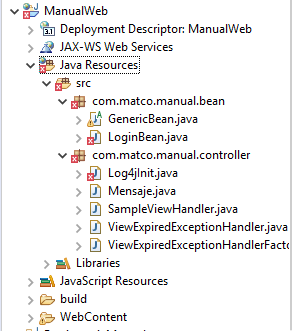 ManualWeb
Deployment Descriptor: ManualWeb
JAX-WS Web Services
Java Resources
src
com.matco.manual.bean
GenericBean.java
LoginBean.java
com.matco.manual.controller
Log4jInit.java
Mensaje.java
SampleViewHandler.java
ViewExpiredExceptionHandler.java
ViewExpiredExceptionHandlerFacto
Libraries
JavaScript Resources
build
WebContent